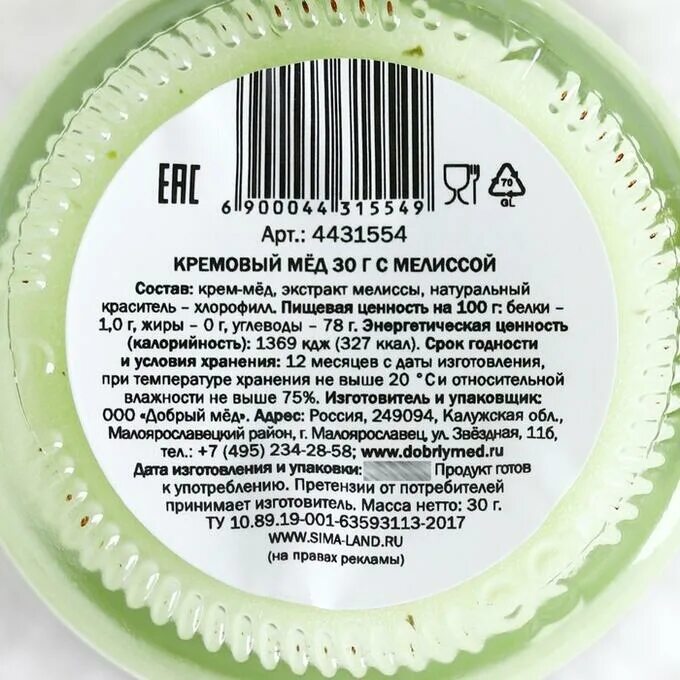 EAC
6 900044 315549
70
GL
Арт.: 4431554
КРЕМОВЫЙ МЁД 30 Г С МЕЛИССОЙ
Состав: крем-мёд, экстракт мелиссы, натуральный
краситель – хлорофилл. Пищевая ценность на 100 г: белки –
1,0 г, жиры – 0 г, углеводы – 78 г. Энергетическая ценность
(калорийность): 1369 кдж (327 ккал). Срок годности
и условия хранения: 12 месяцев с даты изготовления,
при температуре хранения не выше 20 °С и относительной
влажности не выше 75%. Изготовитель и упаковщик:
ООО «Добрый мёд». Адрес: Россия, 249094, Калужская обл.,
Малоярославецкий район, г. Малоярославец, ул. Звёздная, 11б,
тел.: +7 (495) 234-28-58; www.dobriymed.ru
Дата изготовления и упаковки: Продукт готов
к употреблению. Претензии от потребителей
принимает изготовитель. Масса нетто: 30 г.
ТУ 10.89.19-001-63593113-2017
WWW.SIMA-LAND.RU
(на правах рекламы)